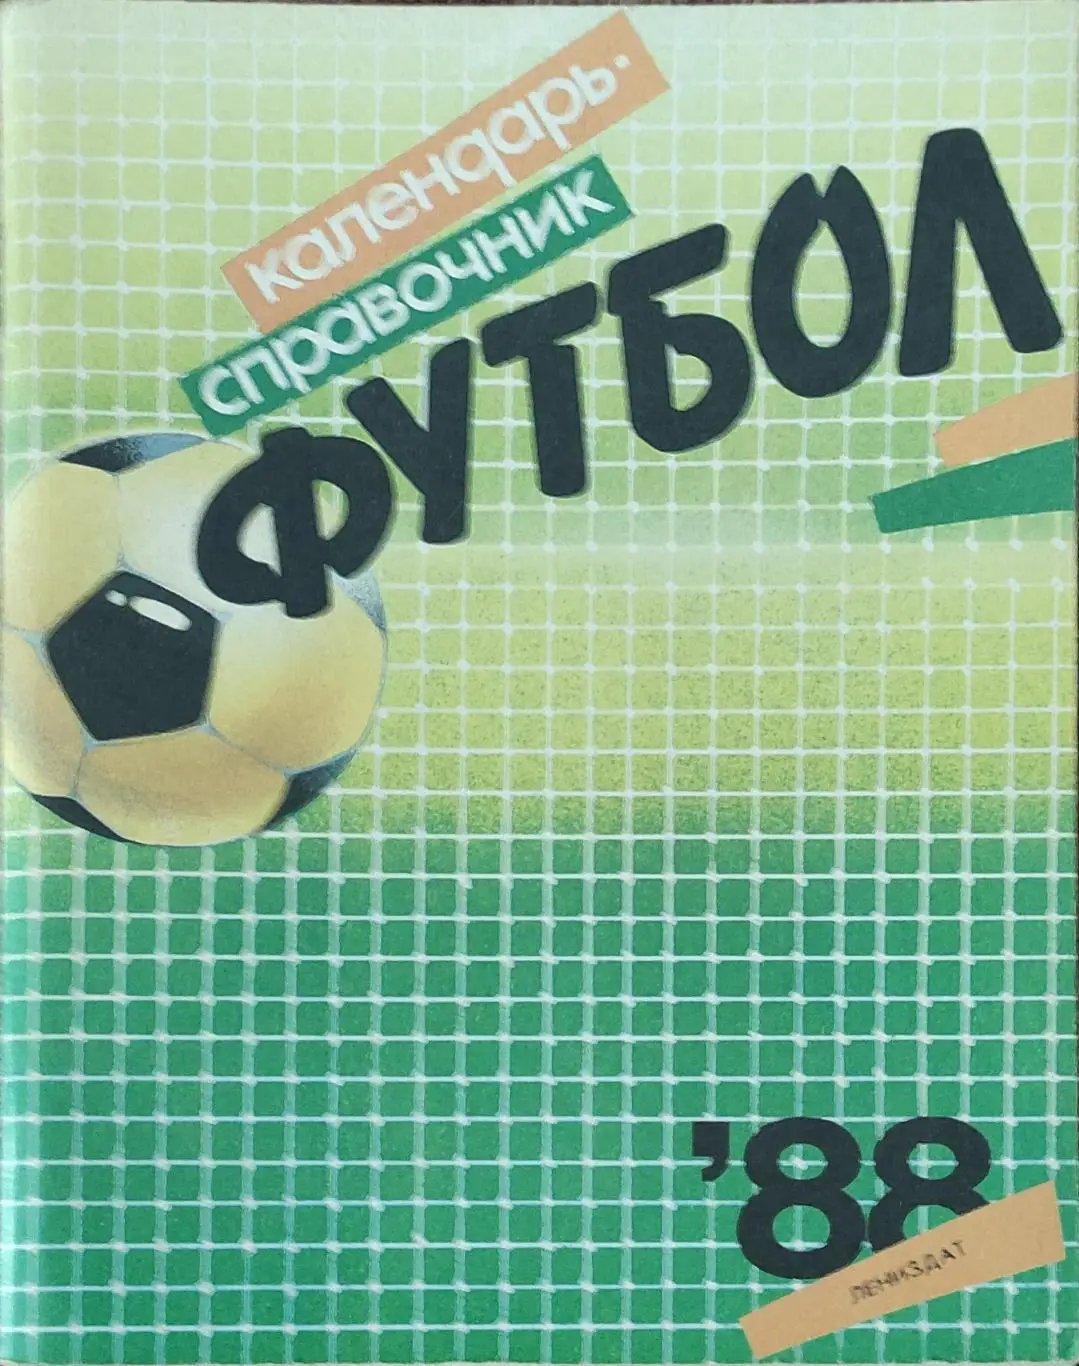 календарь-
справочник
ФУТБОЛ
'88
ЛЕНИЗДАТ